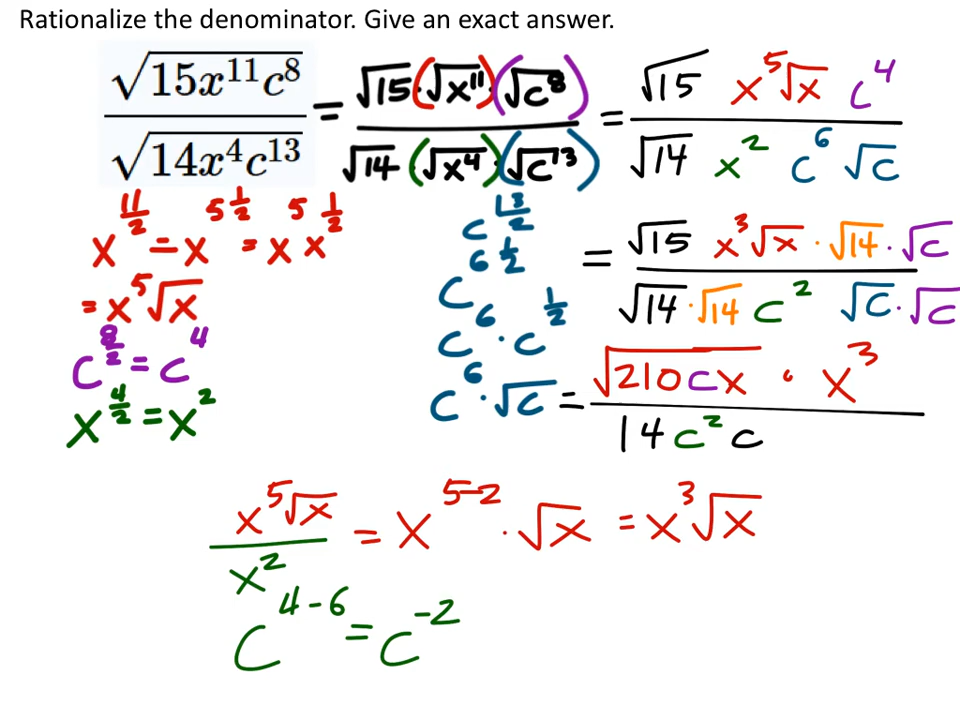 Rationalize the denominator. Give an exact answer.
√(15x¹¹c⁸) / √(14x⁴c¹³) = √15 (·√x¹¹)·(√c⁸) / √14 (·√x⁴)·(√c¹³) = √15 x⁵√x c⁴ / √14 x² c⁶ √c
x^(11/2) = x^(5 1/2) = x⁵ x^(1/2)
= x⁵√x
c^(8/2) = c⁴
x^(4/2) = x²
c^(13/2)
c^(6 1/2)
c⁶ · c^(1/2)
c⁶ · √c
= √15 x³√x · √14 · √c / √14 · √14 c² √c · √c
= √(210cx) · x³ / 14c²c
x⁵√x / x² = x^(5-2) · √x = x³√x
c^(4-6) = c^(-2)